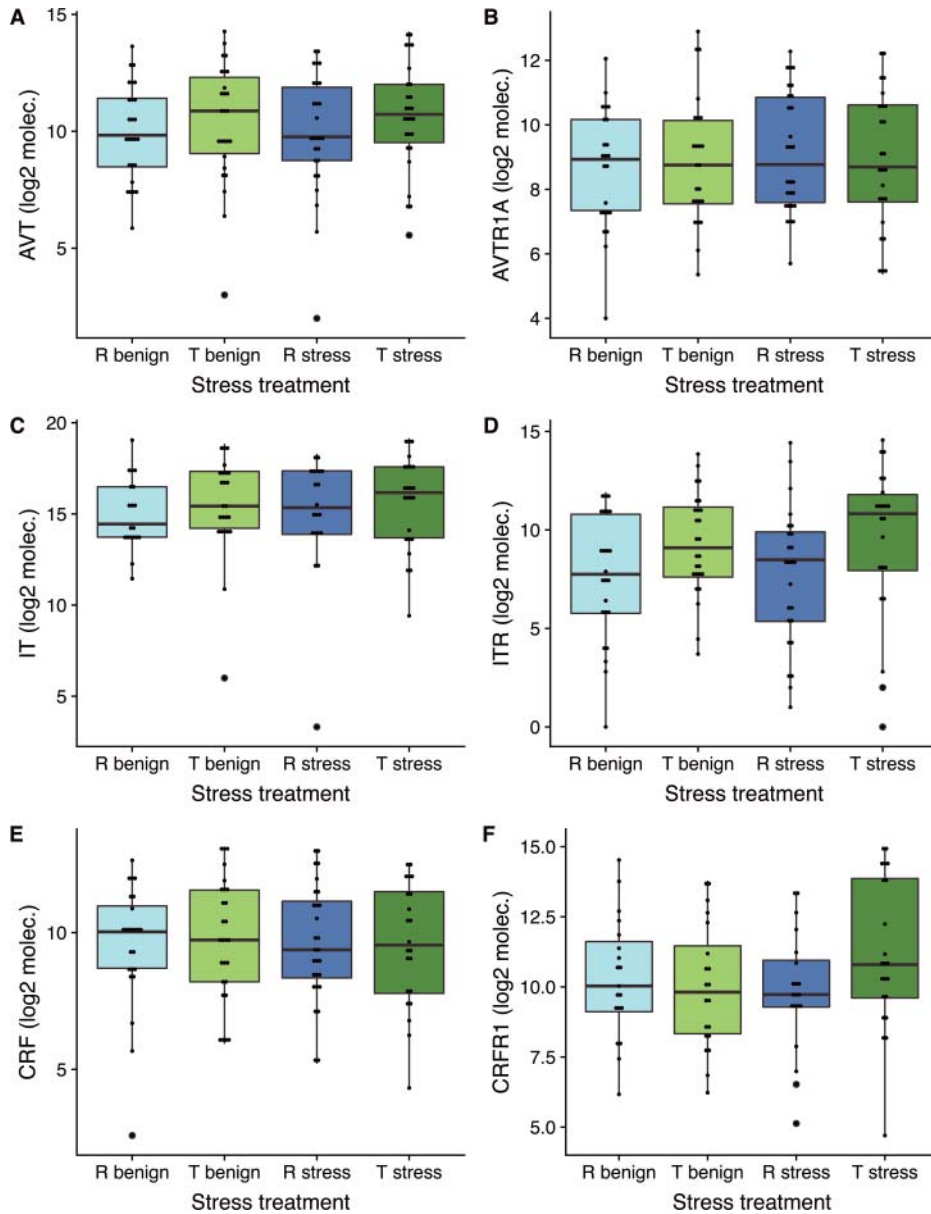 A
AVT (log2 molec.)
15
10
5
R benign T benign R stress T stress
Stress treatment
B
AVTR1A (log2 molec.)
12
10
8
6
4
R benign T benign R stress T stress
Stress treatment
C
IT (log2 molec.)
20
15
10
5
R benign T benign R stress T stress
Stress treatment
D
ITR (log2 molec.)
15
10
5
0
R benign T benign R stress T stress
Stress treatment
E
CRF (log2 molec.)
10
5
R benign T benign R stress T stress
Stress treatment
F
CRFR1 (log2 molec.)
15.0
12.5
10.0
7.5
5.0
R benign T benign R stress T stress
Stress treatment